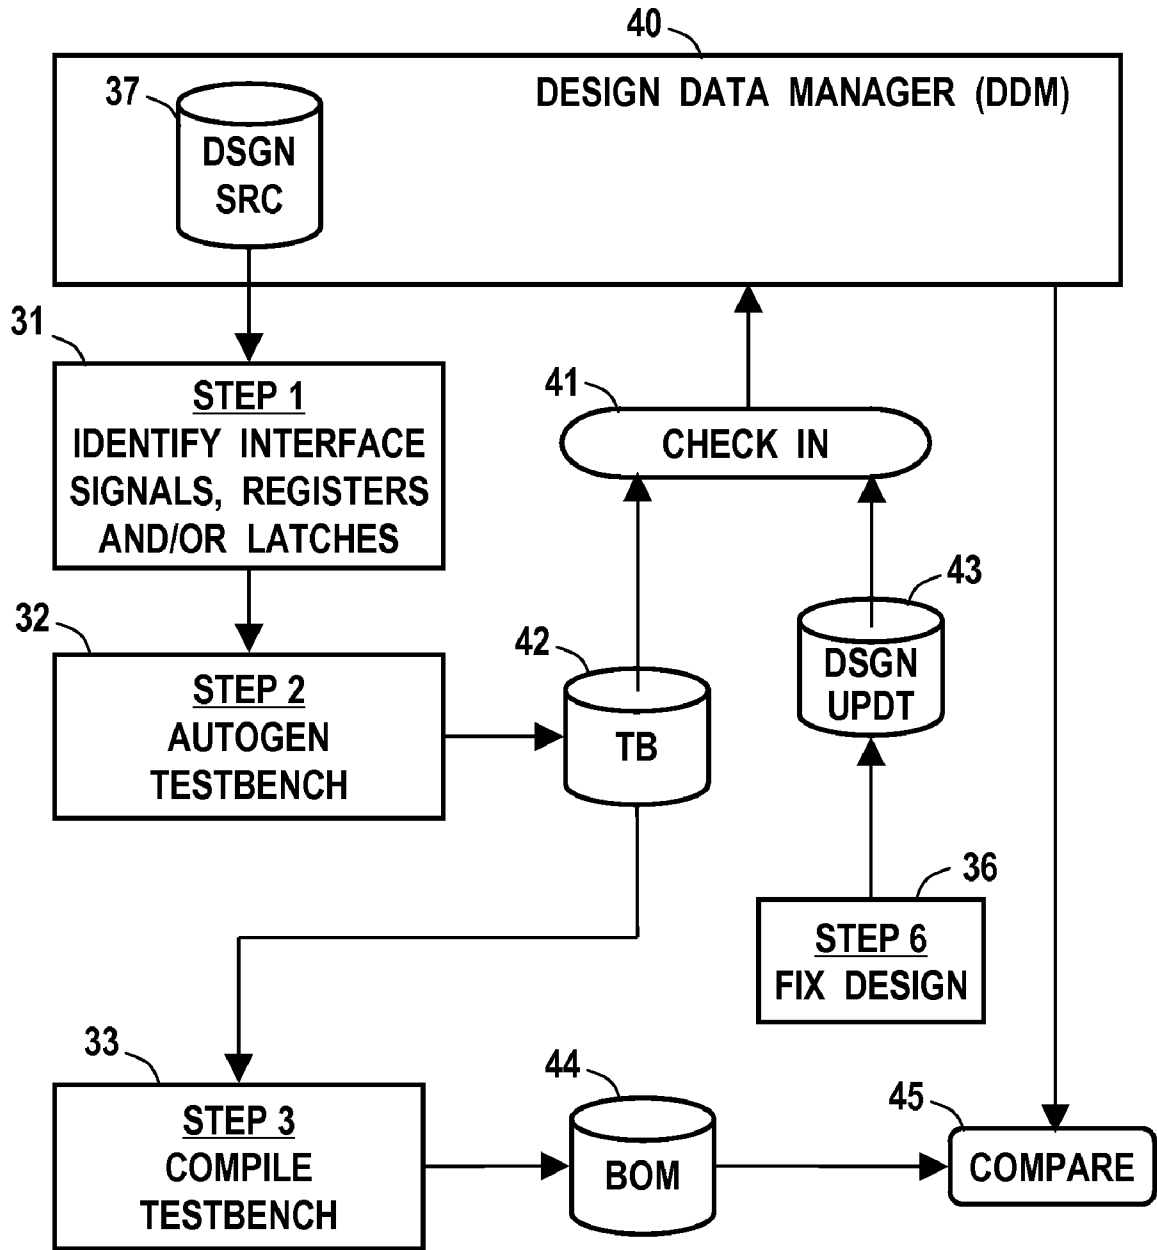 40
37
DESIGN DATA MANAGER (DDM)
DSGN
SRC
31
STEP 1
IDENTIFY INTERFACE
SIGNALS, REGISTERS
AND/OR LATCHES
41
CHECK IN
32
STEP 2
AUTOGEN
TESTBENCH
42
TB
43
DSGN
UPDT
36
STEP 6
FIX DESIGN
33
STEP 3
COMPILE
TESTBENCH
44
BOM
45
COMPARE